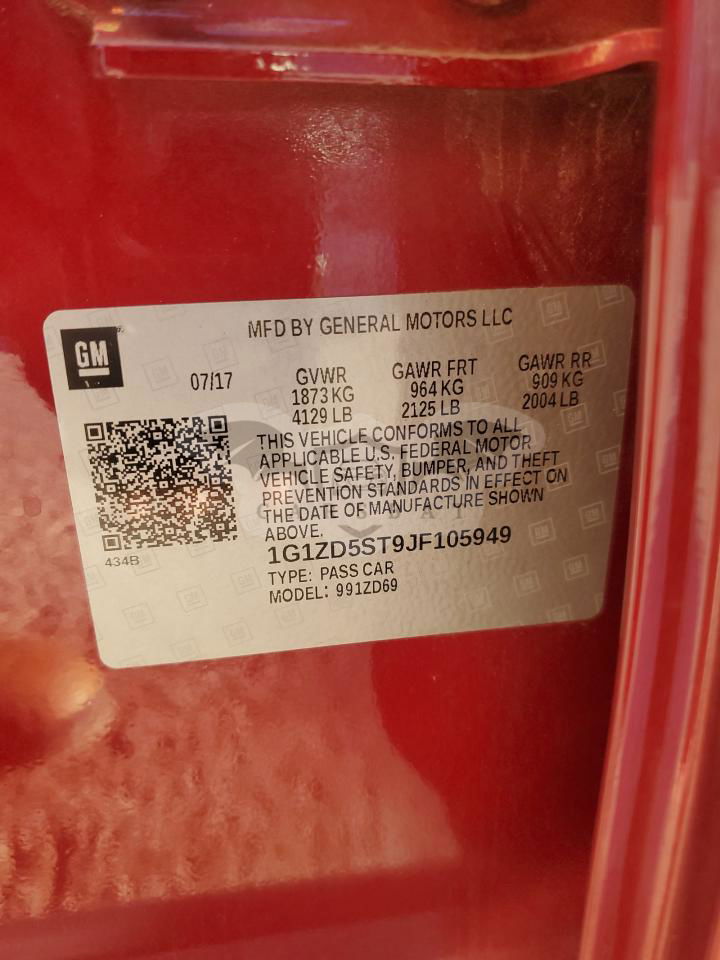 MFD BY GENERAL MOTORS LLC
GM
07/17
GVWR
1873 KG
4129 LB
GAWR FRT
964 KG
2125 LB
GAWR RR
909 KG
2004 LB
THIS VEHICLE CONFORMS TO ALL
APPLICABLE U.S. FEDERAL MOTOR
VEHICLE SAFETY, BUMPER, AND THEFT
PREVENTION STANDARDS IN EFFECT ON
THE DATE OF MANUFACTURE SHOWN
ABOVE.
1G1ZD5ST9JF105949
TYPE: PASS CAR
MODEL: 991ZD69
434B